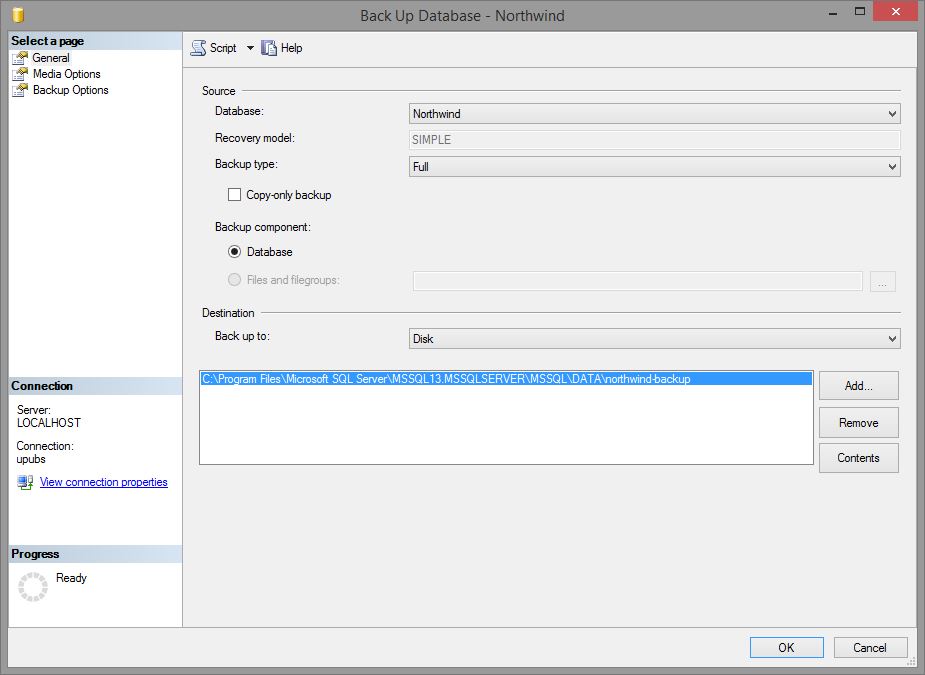 Back Up Database - Northwind
Select a page
General
Media Options
Backup Options
Script
Help
Source
Database:
Northwind
Recovery model:
SIMPLE
Backup type:
Full
Copy-only backup
Backup component:
Database
Files and filegroups:
...
Destination
Back up to:
Disk
C:\Program Files\Microsoft SQL Server\MSSQL13.MSSQLSERVER\MSSQL\DATA\northwind-backup
Add...
Remove
Contents
Connection
Server:
LOCALHOST
Connection:
upubs
View connection properties
Progress
Ready
OK
Cancel